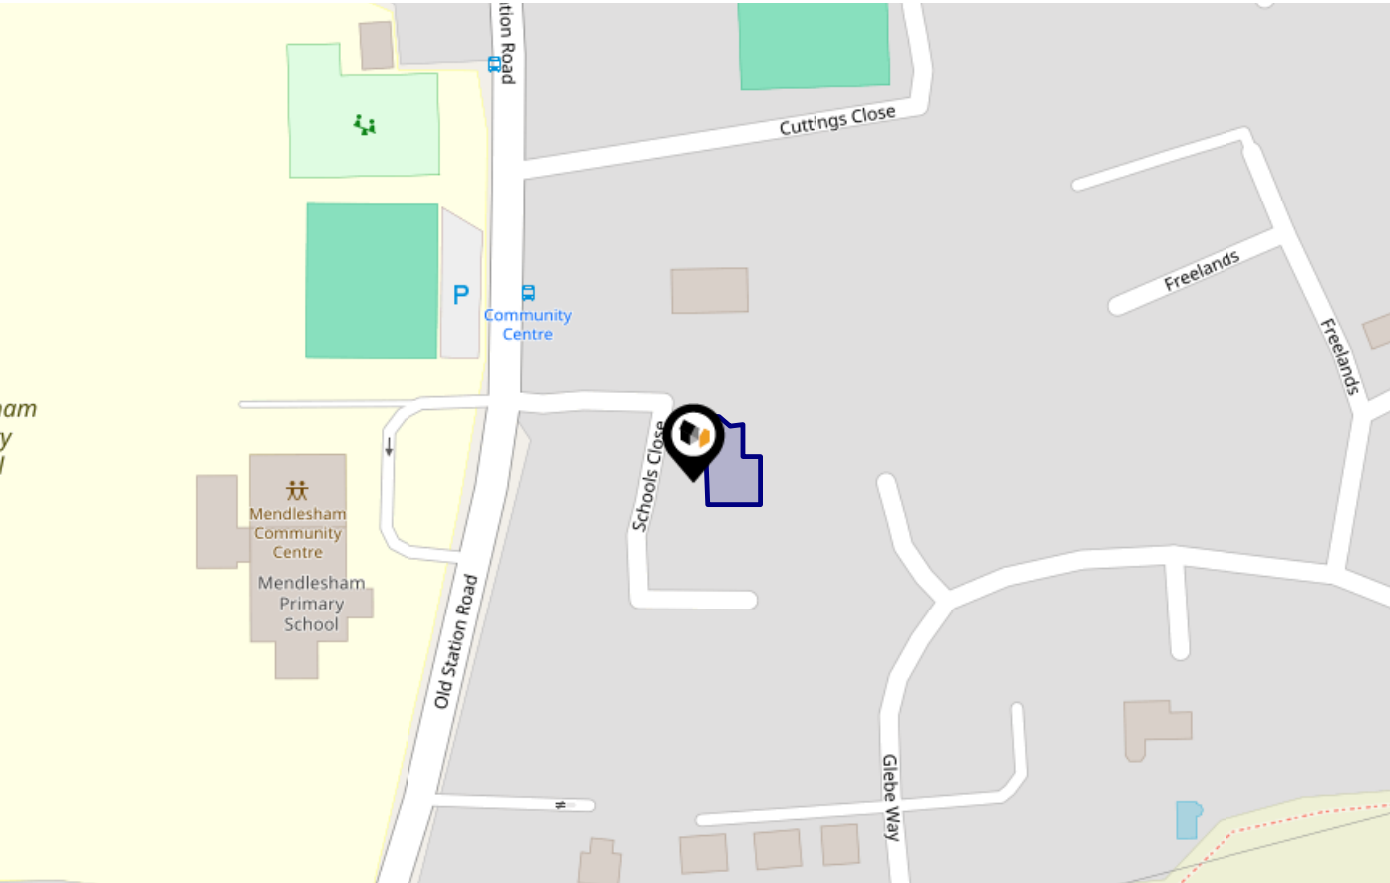 tion Road
Cuttings Close
Freelands
Freelands
P
Community
Centre
ham
y
l
Schools Close
Mendlesham
Community
Centre
Mendlesham
Primary
School
Old Station Road
Glebe Way